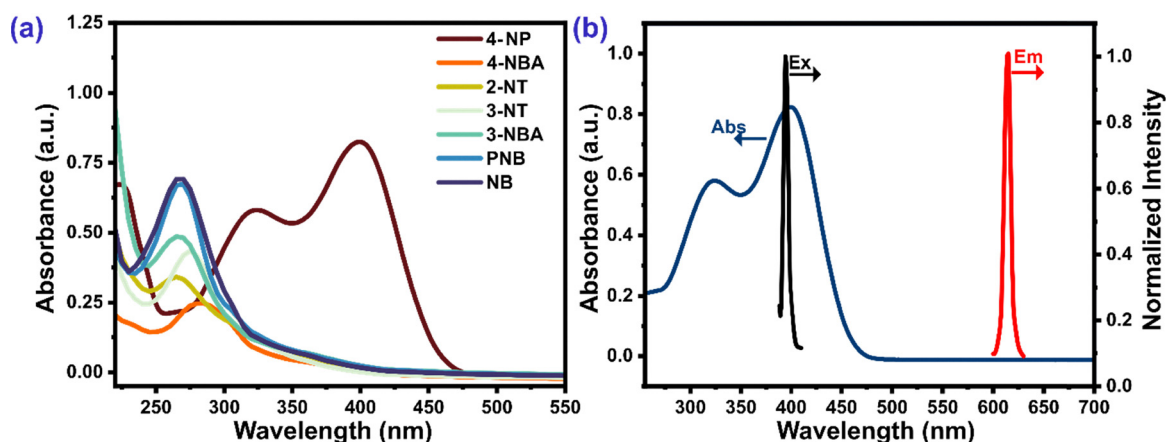 (a)
Absorbance (a.u.)
1.25
1.00
0.75
0.50
0.25
0.00
4-NP
4-NBA
2-NT
3-NT
3-NBA
PNB
NB
250 300 350 400 450 500 550
Wavelength (nm)
(b)
Absorbance (a.u.)
1.0
0.8
0.6
0.4
0.2
0.0
Ex
Em
Abs
1.0
0.8
0.6
0.4
0.2
0.0
Normalized Intensity
300 350 400 450 500 550 600 650 700
Wavelength (nm)